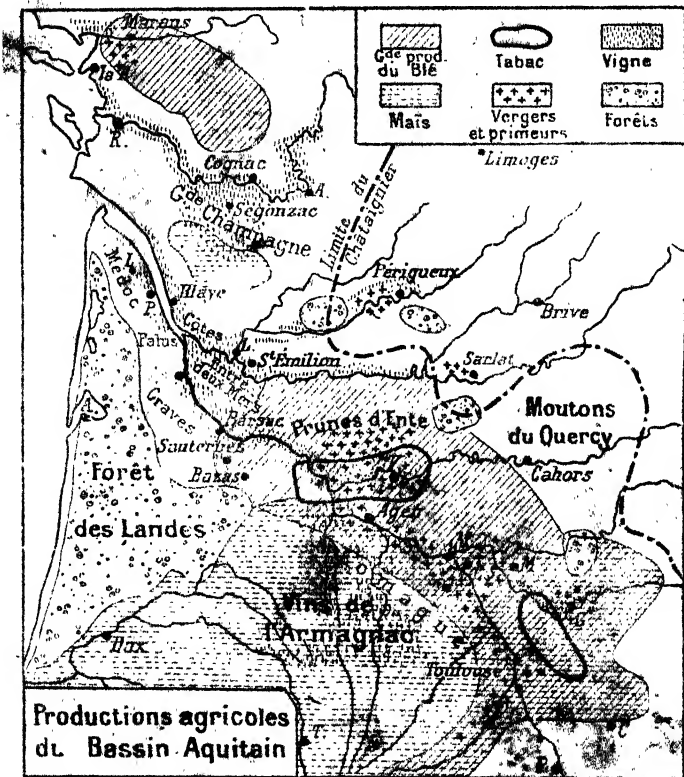 Marans
la R.
R.
Cognac
A.
Segonzac
Gde Champagne
Gde prod. du Blé
Tabac
Vigne
Maïs
Vergers et primeurs
Forêts
Limoges
Limite du Châtaignier
Périgueux
Brive
Médoc
L.
P.
Blaye
Palus
Côtes
L.
St Émilion
Entre deux Mers
Sarlat
Graves
Barsac
Prunes d'Ente
Moutons du Quercy
A.
Sauternes
Bazas
Cahors
Forêt des Landes
Agen
M.
M.
Vins de l'Armagnac
Dax
Toulouse
T.
C.
Productions agricoles
du Bassin Aquitain